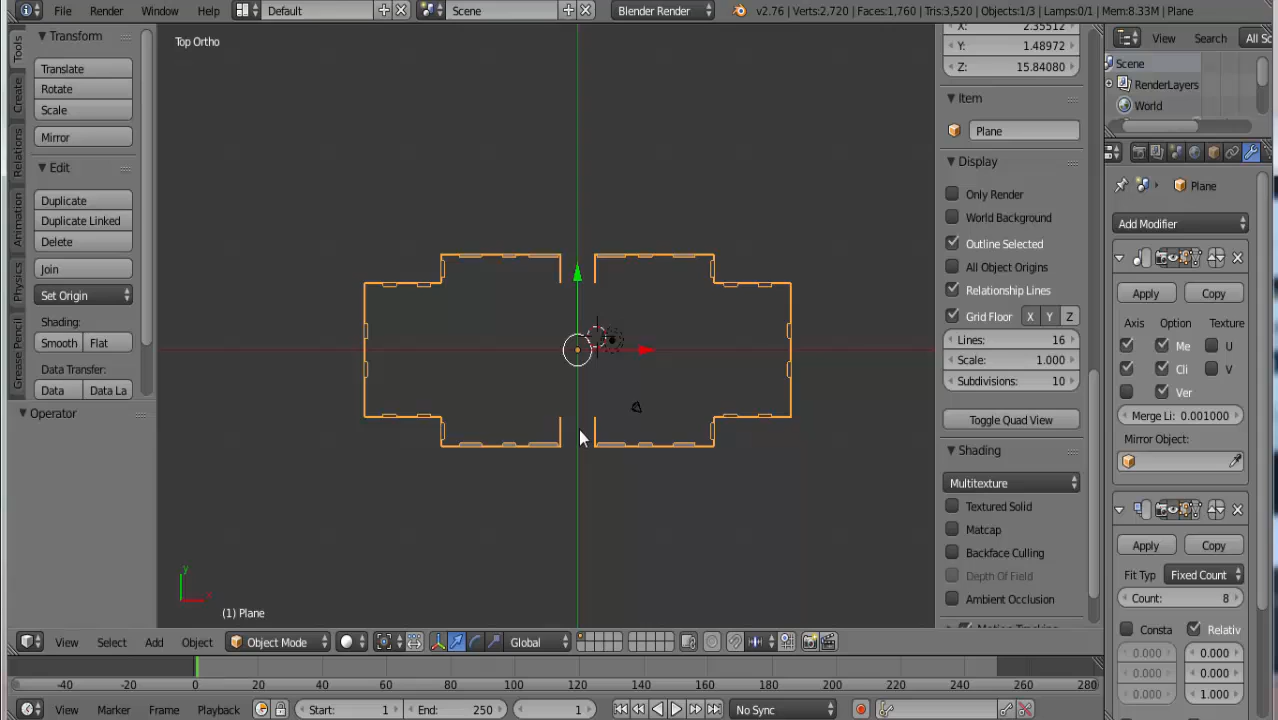 File Render Window Help Default Scene Blender Render v2.76 | Verts:2,720 | Faces:1,760 | Tris:3,520 | Objects:1/3 | Lamps:0/1 | Mem:8.33M | Plane
Tools
Create
Relations
Animation
Physics
Grease Pencil
Transform
Translate
Rotate
Scale
Mirror
Edit
Duplicate
Duplicate Linked
Delete
Join
Set Origin
Shading:
Smooth Flat
Data Transfer:
Data Data La
Operator
Top Ortho
y
x
(1) Plane
X: 2.35512
Y: 1.48972
Z: 15.84080
Item
Plane
Display
Only Render
World Background
Outline Selected
All Object Origins
Relationship Lines
Grid Floor X Y Z
Lines: 16
Scale: 1.000
Subdivisions: 10
Toggle Quad View
Shading
Multitexture
Textured Solid
Matcap
Backface Culling
Depth Of Field
Ambient Occlusion
View Search All Sc
Scene
RenderLayers
World
Plane
Add Modifier
Apply Copy
Axis Option Texture
Me U
Cli V
Ver
Merge Li: 0.001000
Mirror Object:
Apply Copy
Fit Typ Fixed Count
Count: 8
Consta Relativ
0.000 0.000
0.000 0.000
0.000 1.000
View Select Add Object Object Mode Global
-40 -20 0 20 40 60 80 100 120 140 160 180 200 220 240 260 280
View Marker Frame Playback Start: 1 End: 250 1 No Sync